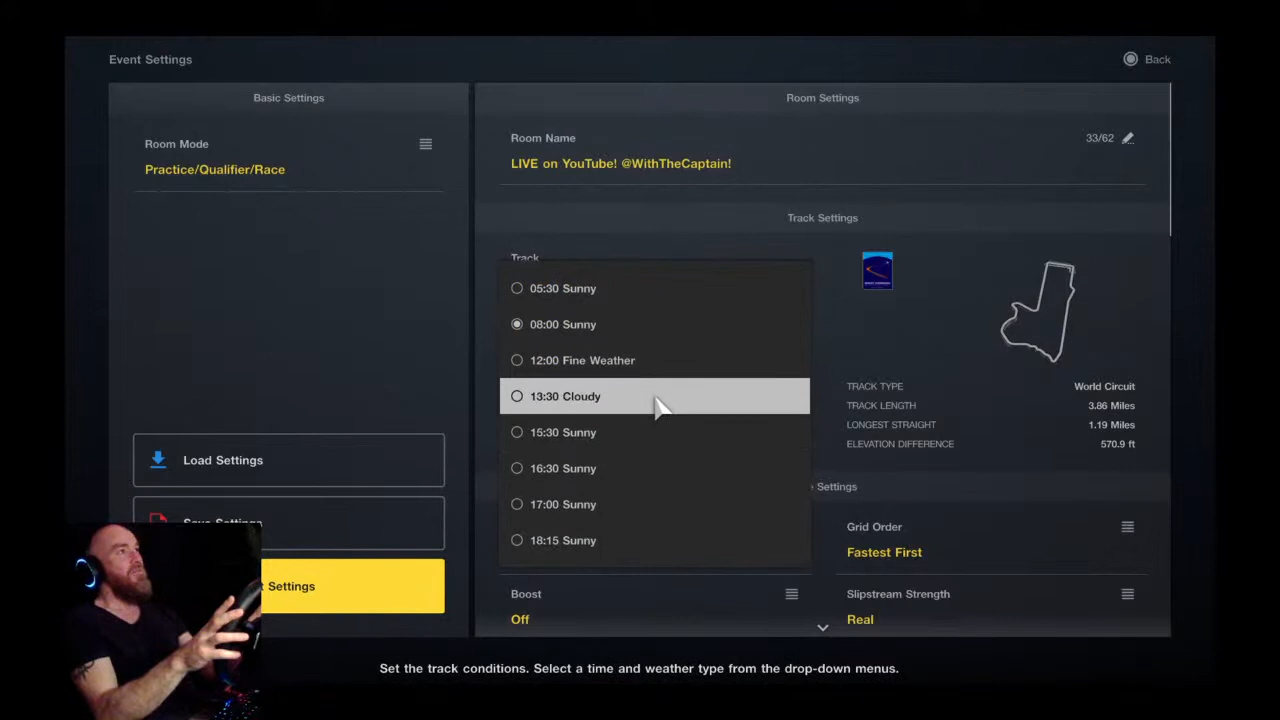 Event Settings
Back
Basic Settings
Room Mode
Practice/Qualifier/Race
Load Settings
Save Settings
Settings
Room Settings
Room Name
33/62
LIVE on YouTube! @WithTheCaptain!
Track Settings
Track
05:30 Sunny
08:00 Sunny
12:00 Fine Weather
13:30 Cloudy
15:30 Sunny
16:30 Sunny
17:00 Sunny
18:15 Sunny
TRACK TYPE World Circuit
TRACK LENGTH 3.86 Miles
LONGEST STRAIGHT 1.19 Miles
ELEVATION DIFFERENCE 570.9 ft
Settings
Grid Order
Fastest First
Boost
Off
Slipstream Strength
Real
Set the track conditions. Select a time and weather type from the drop-down menus.